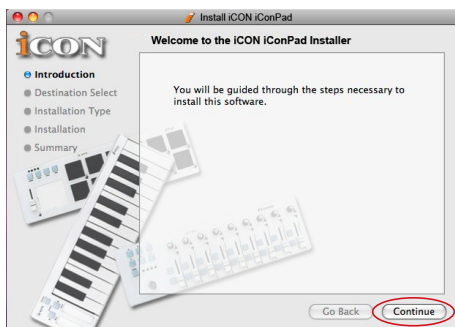 Install iCON iConPad
icon
Welcome to the iCON iConPad Installer
Introduction
Destination Select
Installation Type
Installation
Summary
You will be guided through the steps necessary to
install this software.
Go Back
Continue